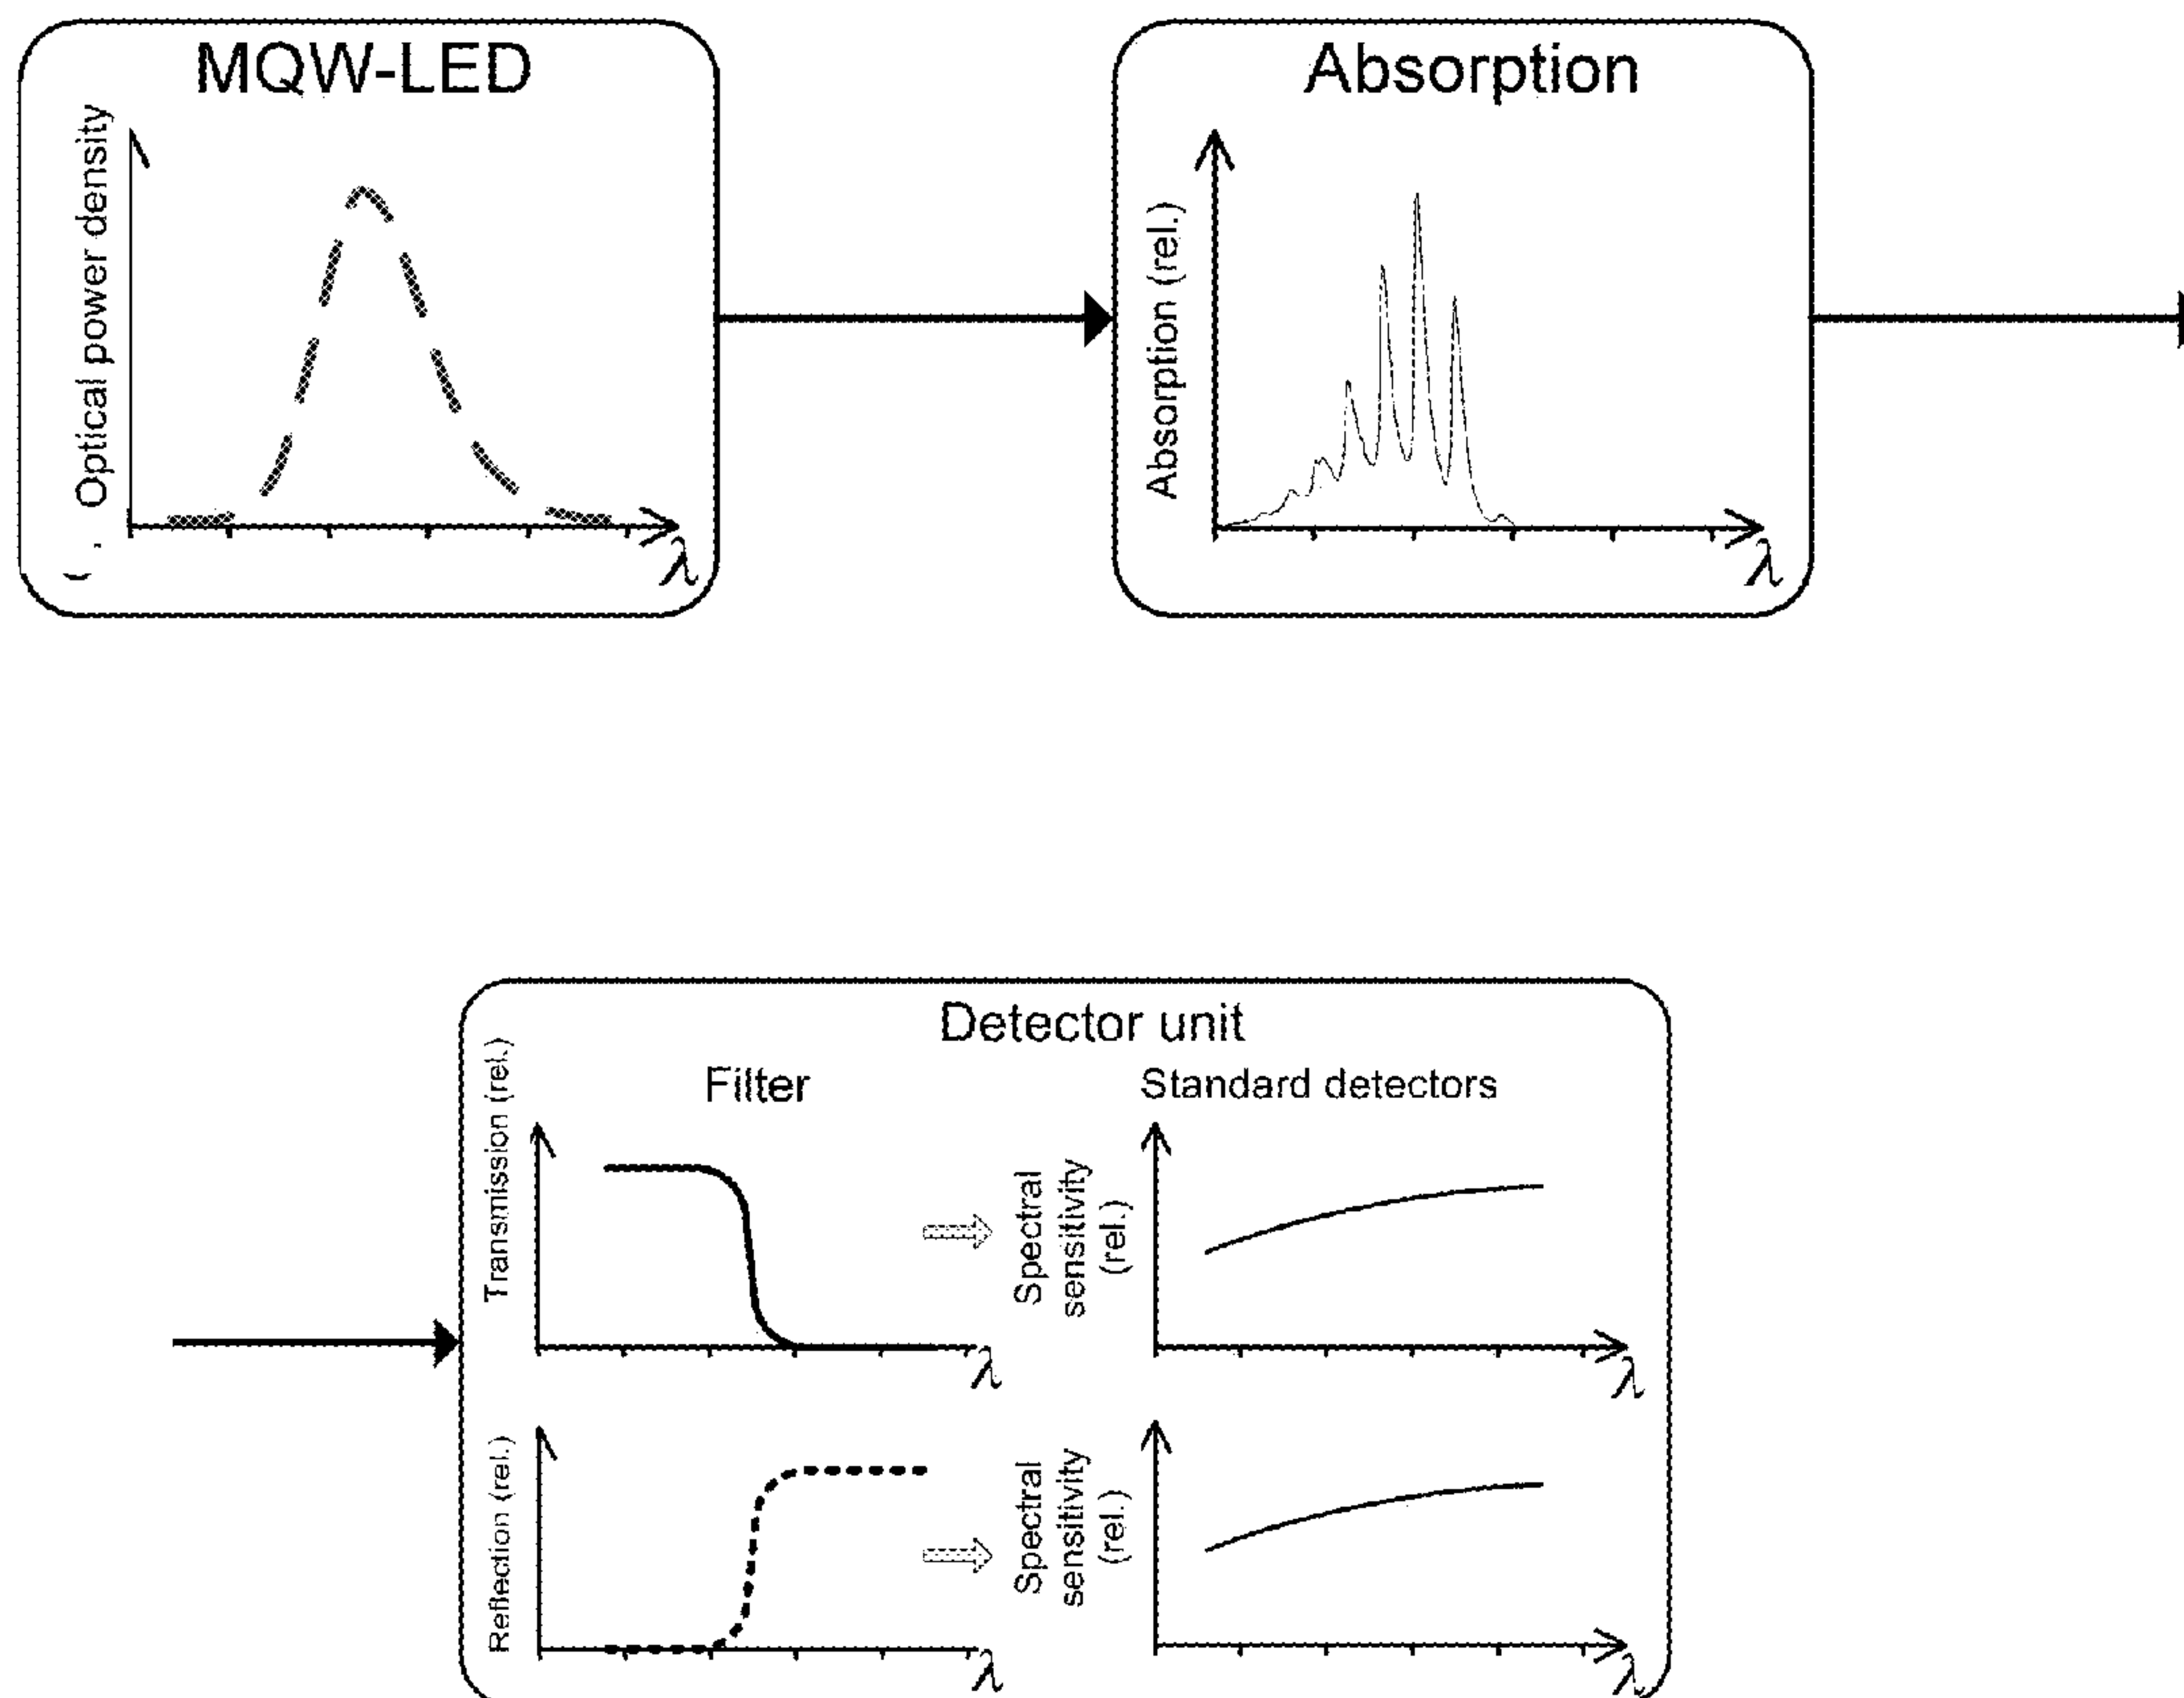 MQW-LED
Optical power density
λ
Absorption
Absorption (rel.)
λ
Detector unit
Filter
Standard detectors
Transmission (rel.)
λ
Spectral
sensitivity
(rel.)
λ
Reflection (rel.)
λ
Spectral
sensitivity
(rel.)
λ